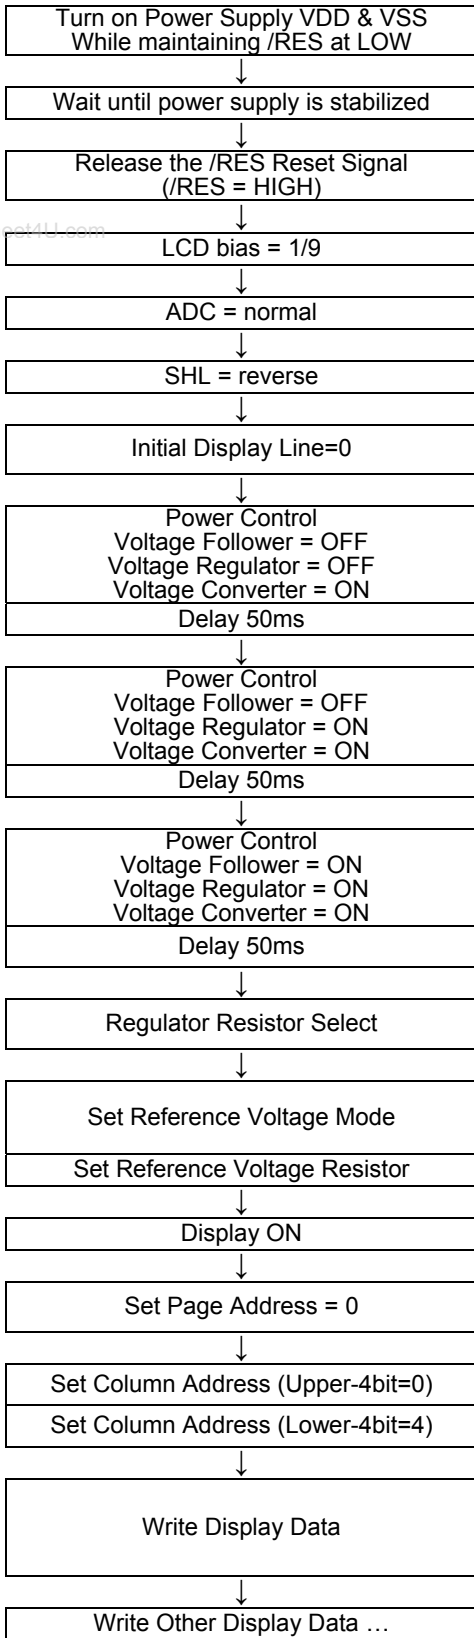 Turn on Power Supply VDD & VSS
While maintaining /RES at LOW
↓
Wait until power supply is stabilized
↓
Release the /RES Reset Signal
(/RES = HIGH)
↓
eet4U.com
LCD bias = 1/9
↓
ADC = normal
↓
SHL = reverse
↓
Initial Display Line=0
↓
Power Control
Voltage Follower = OFF
Voltage Regulator = OFF
Voltage Converter = ON
Delay 50ms
↓
Power Control
Voltage Follower = OFF
Voltage Regulator = ON
Voltage Converter = ON
Delay 50ms
↓
Power Control
Voltage Follower = ON
Voltage Regulator = ON
Voltage Converter = ON
Delay 50ms
↓
Regulator Resistor Select
↓
Set Reference Voltage Mode
Set Reference Voltage Resistor
↓
Display ON
↓
Set Page Address = 0
↓
Set Column Address (Upper-4bit=0)
Set Column Address (Lower-4bit=4)
↓
Write Display Data
↓
Write Other Display Data …